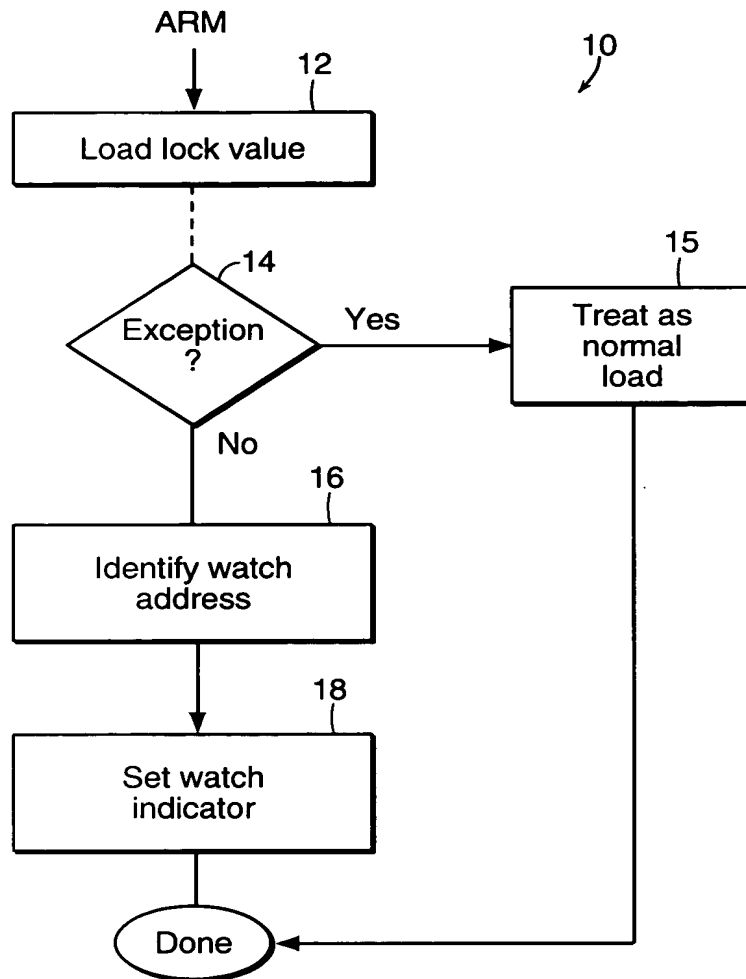 ARM
10
12
Load lock value
14
Exception
?
Yes
15
Treat as
normal
load
No
16
Identify watch
address
18
Set watch
indicator
Done